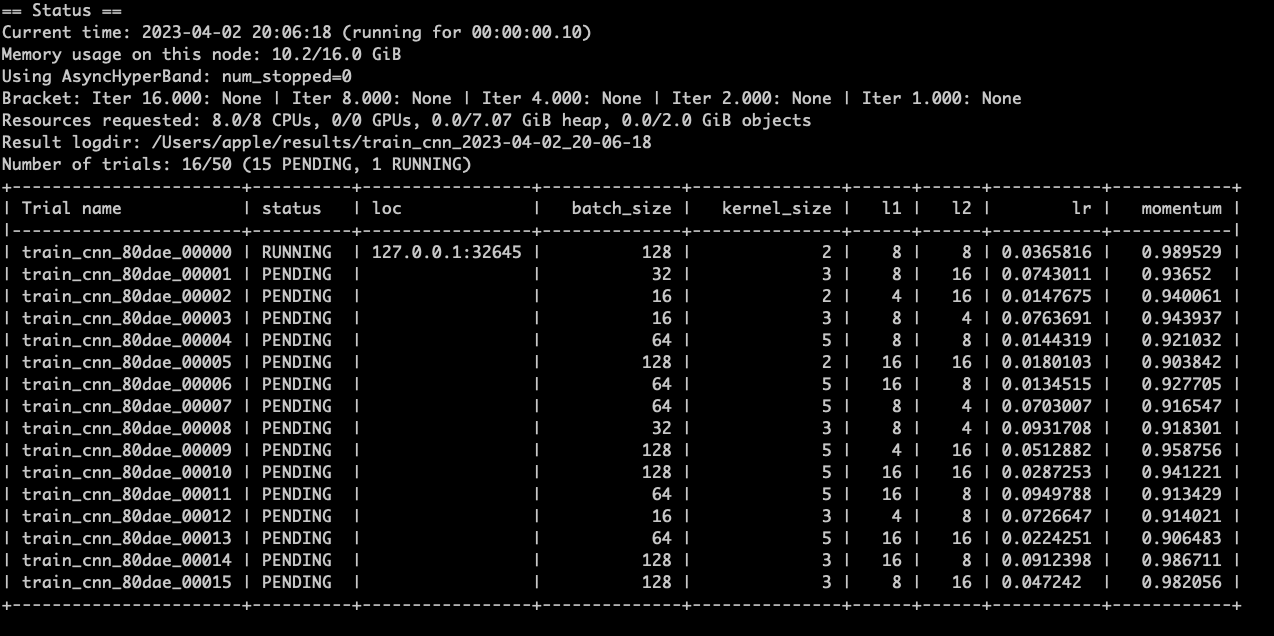 == Status ==
Current time: 2023-04-02 20:06:18 (running for 00:00:00.10)
Memory usage on this node: 10.2/16.0 GiB
Using AsyncHyperBand: num_stopped=0
Bracket: Iter 16.000: None | Iter 8.000: None | Iter 4.000: None | Iter 2.000: None | Iter 1.000: None
Resources requested: 8.0/8 CPUs, 0/0 GPUs, 0.0/7.07 GiB heap, 0.0/2.0 GiB objects
Result logdir: /Users/apple/results/train_cnn_2023-04-02_20-06-18
Number of trials: 16/50 (15 PENDING, 1 RUNNING)
+-----------------------+----------+-----------------+--------------+---------------+------+------+-----------+------------+
| Trial name            | status   | loc             |   batch_size |   kernel_size |   l1 |   l2 |        lr |   momentum |
|-----------------------+----------+-----------------+--------------+---------------+------+------+-----------+------------|
| train_cnn_80dae_00000 | RUNNING  | 127.0.0.1:32645 |          128 |             2 |    8 |    8 | 0.0365816 |   0.989529 |
| train_cnn_80dae_00001 | PENDING  |                 |           32 |             3 |    8 |   16 | 0.0743011 |   0.93652  |
| train_cnn_80dae_00002 | PENDING  |                 |           16 |             2 |    4 |   16 | 0.0147675 |   0.940061 |
| train_cnn_80dae_00003 | PENDING  |                 |           16 |             3 |    8 |    4 | 0.0763691 |   0.943937 |
| train_cnn_80dae_00004 | PENDING  |                 |           64 |             5 |    8 |    8 | 0.0144319 |   0.921032 |
| train_cnn_80dae_00005 | PENDING  |                 |          128 |             2 |   16 |   16 | 0.0180103 |   0.903842 |
| train_cnn_80dae_00006 | PENDING  |                 |           64 |             5 |   16 |    8 | 0.0134515 |   0.927705 |
| train_cnn_80dae_00007 | PENDING  |                 |           64 |             5 |    8 |    4 | 0.0703007 |   0.916547 |
| train_cnn_80dae_00008 | PENDING  |                 |           32 |             3 |    8 |    4 | 0.0931708 |   0.918301 |
| train_cnn_80dae_00009 | PENDING  |                 |          128 |             5 |    4 |   16 | 0.0512882 |   0.958756 |
| train_cnn_80dae_00010 | PENDING  |                 |          128 |             5 |   16 |   16 | 0.0287253 |   0.941221 |
| train_cnn_80dae_00011 | PENDING  |                 |           64 |             5 |   16 |    8 | 0.0949788 |   0.913429 |
| train_cnn_80dae_00012 | PENDING  |                 |           16 |             3 |    4 |    8 | 0.0726647 |   0.914021 |
| train_cnn_80dae_00013 | PENDING  |                 |           64 |             5 |   16 |   16 | 0.0224251 |   0.906483 |
| train_cnn_80dae_00014 | PENDING  |                 |          128 |             3 |   16 |    8 | 0.0912398 |   0.986711 |
| train_cnn_80dae_00015 | PENDING  |                 |          128 |             3 |    8 |   16 | 0.047242  |   0.982056 |
+-----------------------+----------+-----------------+--------------+---------------+------+------+-----------+------------+